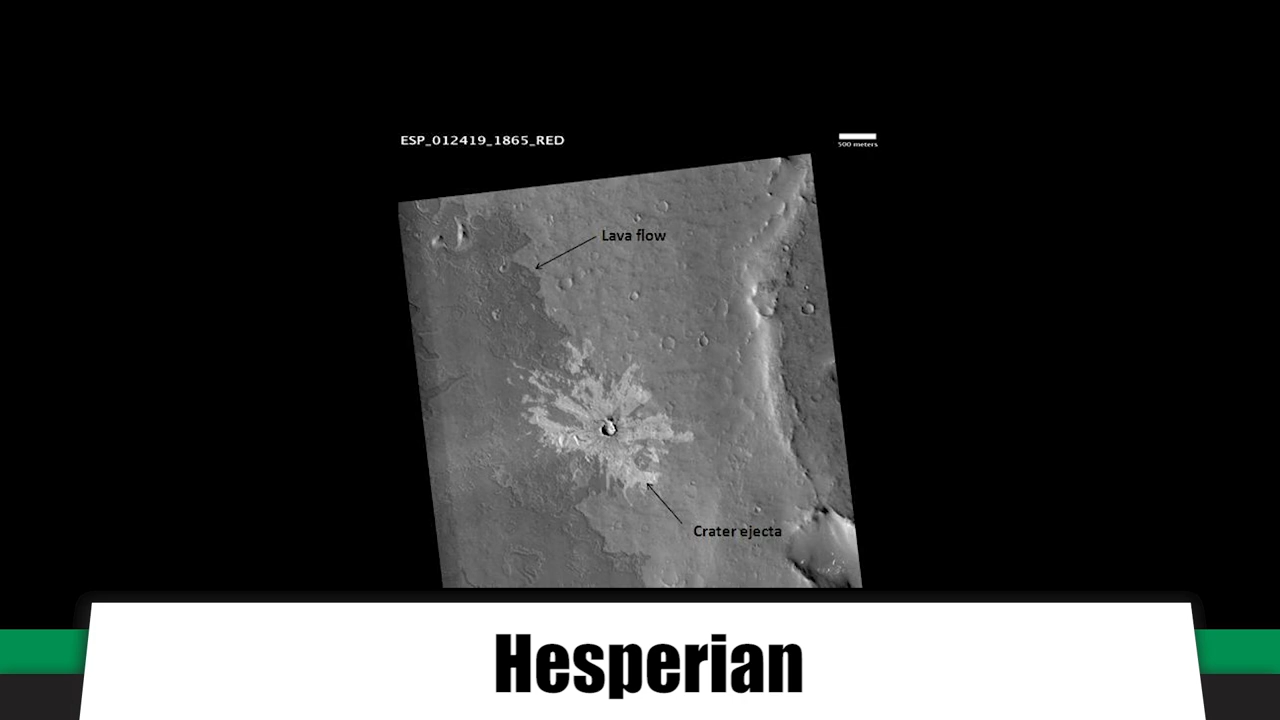 ESP_012419_1865_RED
500 meters
Lava flow
Crater ejecta
Hesperian